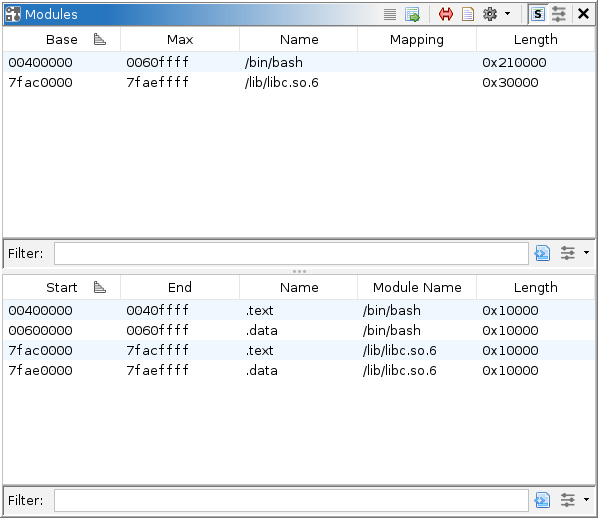 Modules S
Base Max Name Mapping Length
00400000 0060ffff /bin/bash 0x210000
7fac0000 7faeffff /lib/libc.so.6 0x30000
Filter:
Start End Name Module Name Length
00400000 0040ffff .text /bin/bash 0x10000
00600000 0060ffff .data /bin/bash 0x10000
7fac0000 7facffff .text /lib/libc.so.6 0x10000
7fae0000 7faeffff .data /lib/libc.so.6 0x10000
Filter: